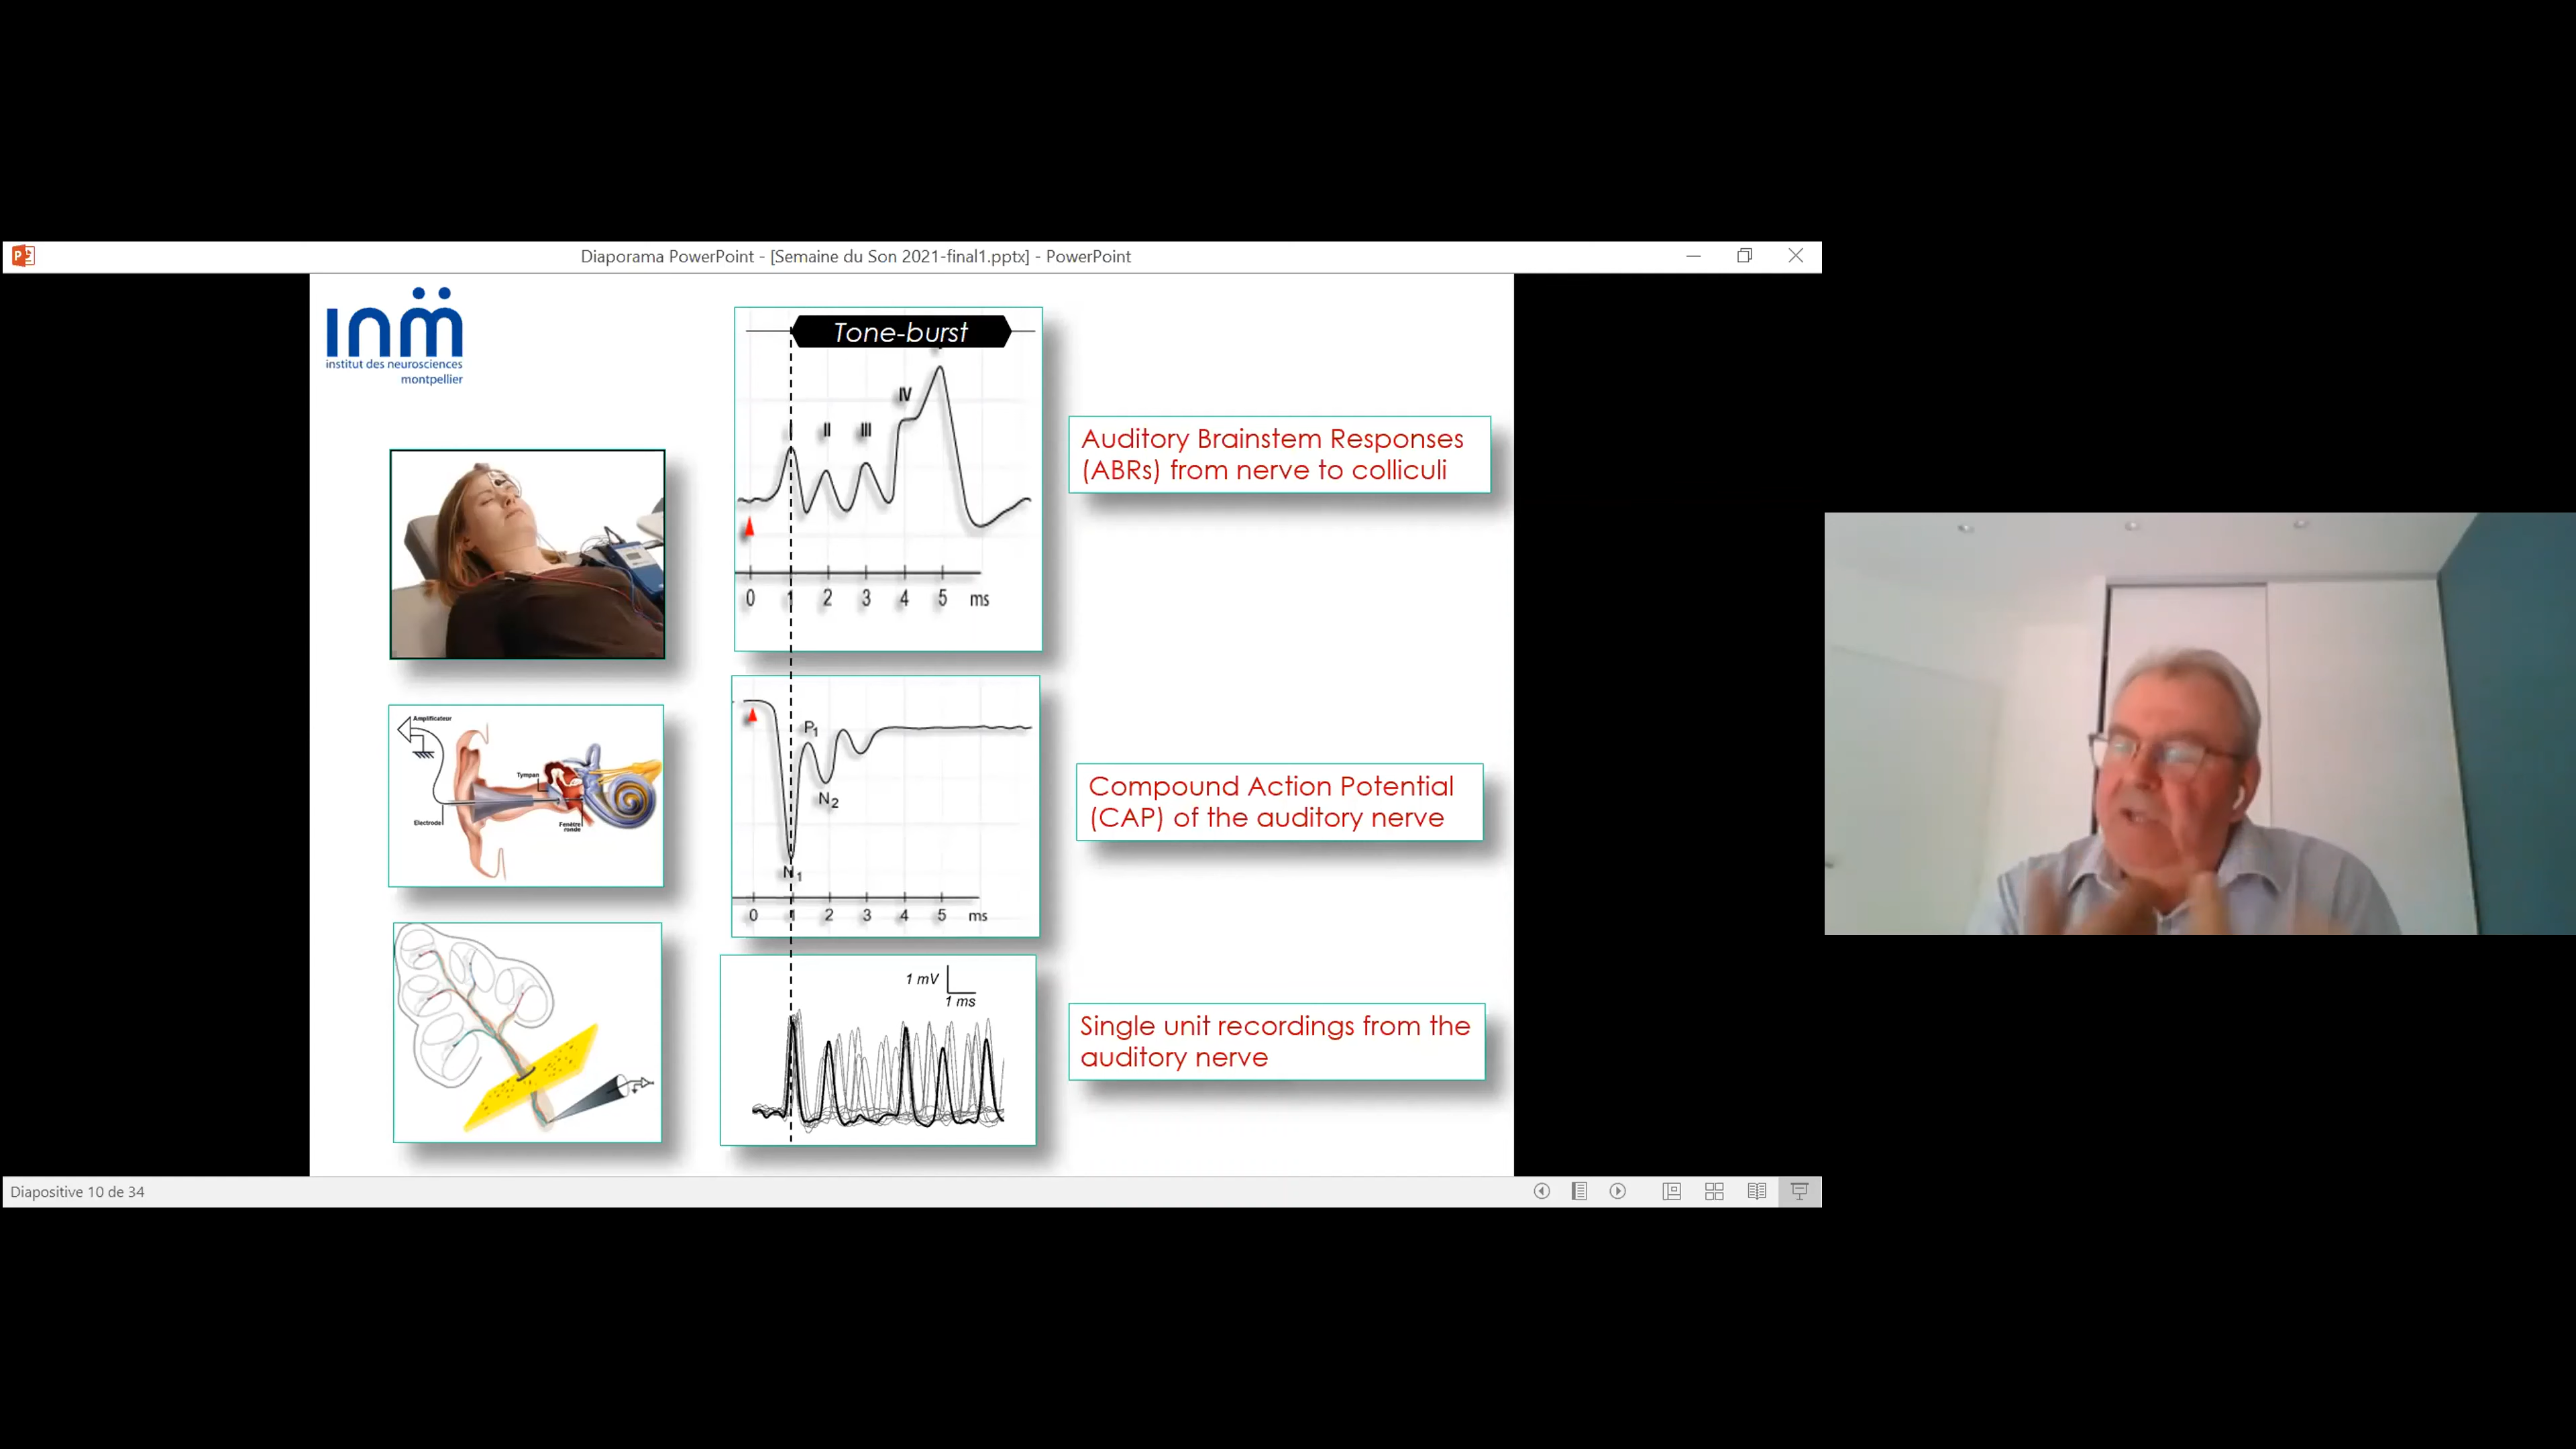 Diaporama PowerPoint - [Semaine du Son 2021-final1.pptx] - PowerPoint
inm
institut des neurosciences
montpellier
Tone-burst
IV
II III
0 1 2 3 4 5 ms
Auditory Brainstem Responses
(ABRs) from nerve to colliculi
Amplificateur
Tympan
Electrode
Fenêtre
ronde
P1
N2
N1
0 1 2 3 4 5 ms
Compound Action Potential
(CAP) of the auditory nerve
1 mV
1 ms
Single unit recordings from the
auditory nerve
Diapositive 10 de 34